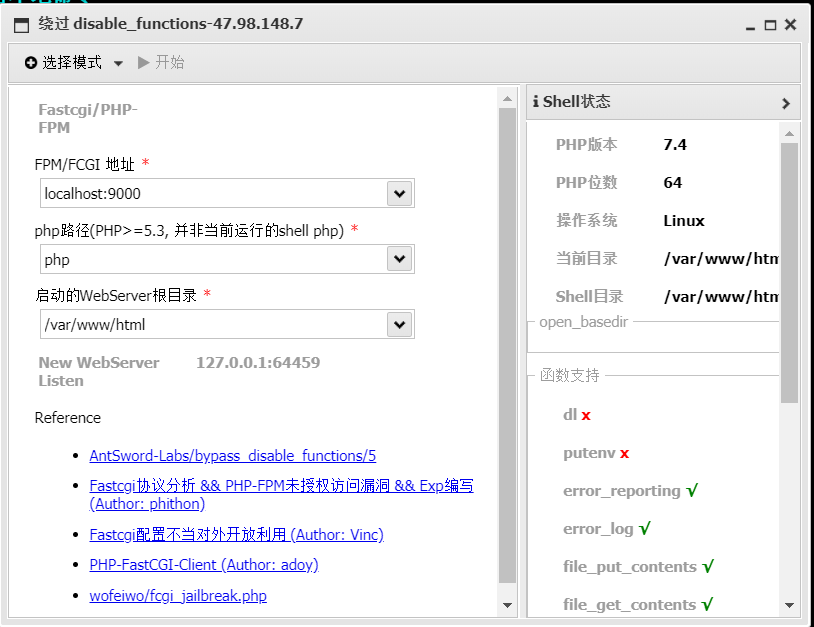 绕过 disable_functions-47.98.148.7
选择模式 开始
Fastcgi/PHP-
FPM
FPM/FCGI 地址 *
localhost:9000
php路径(PHP>=5.3, 并非当前运行的shell php) *
php
启动的WebServer根目录 *
/var/www/html
New WebServer 127.0.0.1:64459
Listen
Reference
AntSword-Labs/bypass_disable_functions/5
Fastcgi协议分析 && PHP-FPM未授权访问漏洞 && Exp编写
(Author: phithon)
Fastcgi配置不当对外开放利用 (Author: Vinc)
PHP-FastCGI-Client (Author: adoy)
wofeiwo/fcgi_jailbreak.php
Shell状态
PHP版本 7.4
PHP位数 64
操作系统 Linux
当前目录 /var/www/htm
Shell目录 /var/www/htm
open_basedir
函数支持
dl x
putenv x
error_reporting √
error_log √
file_put_contents √
file_get_contents √